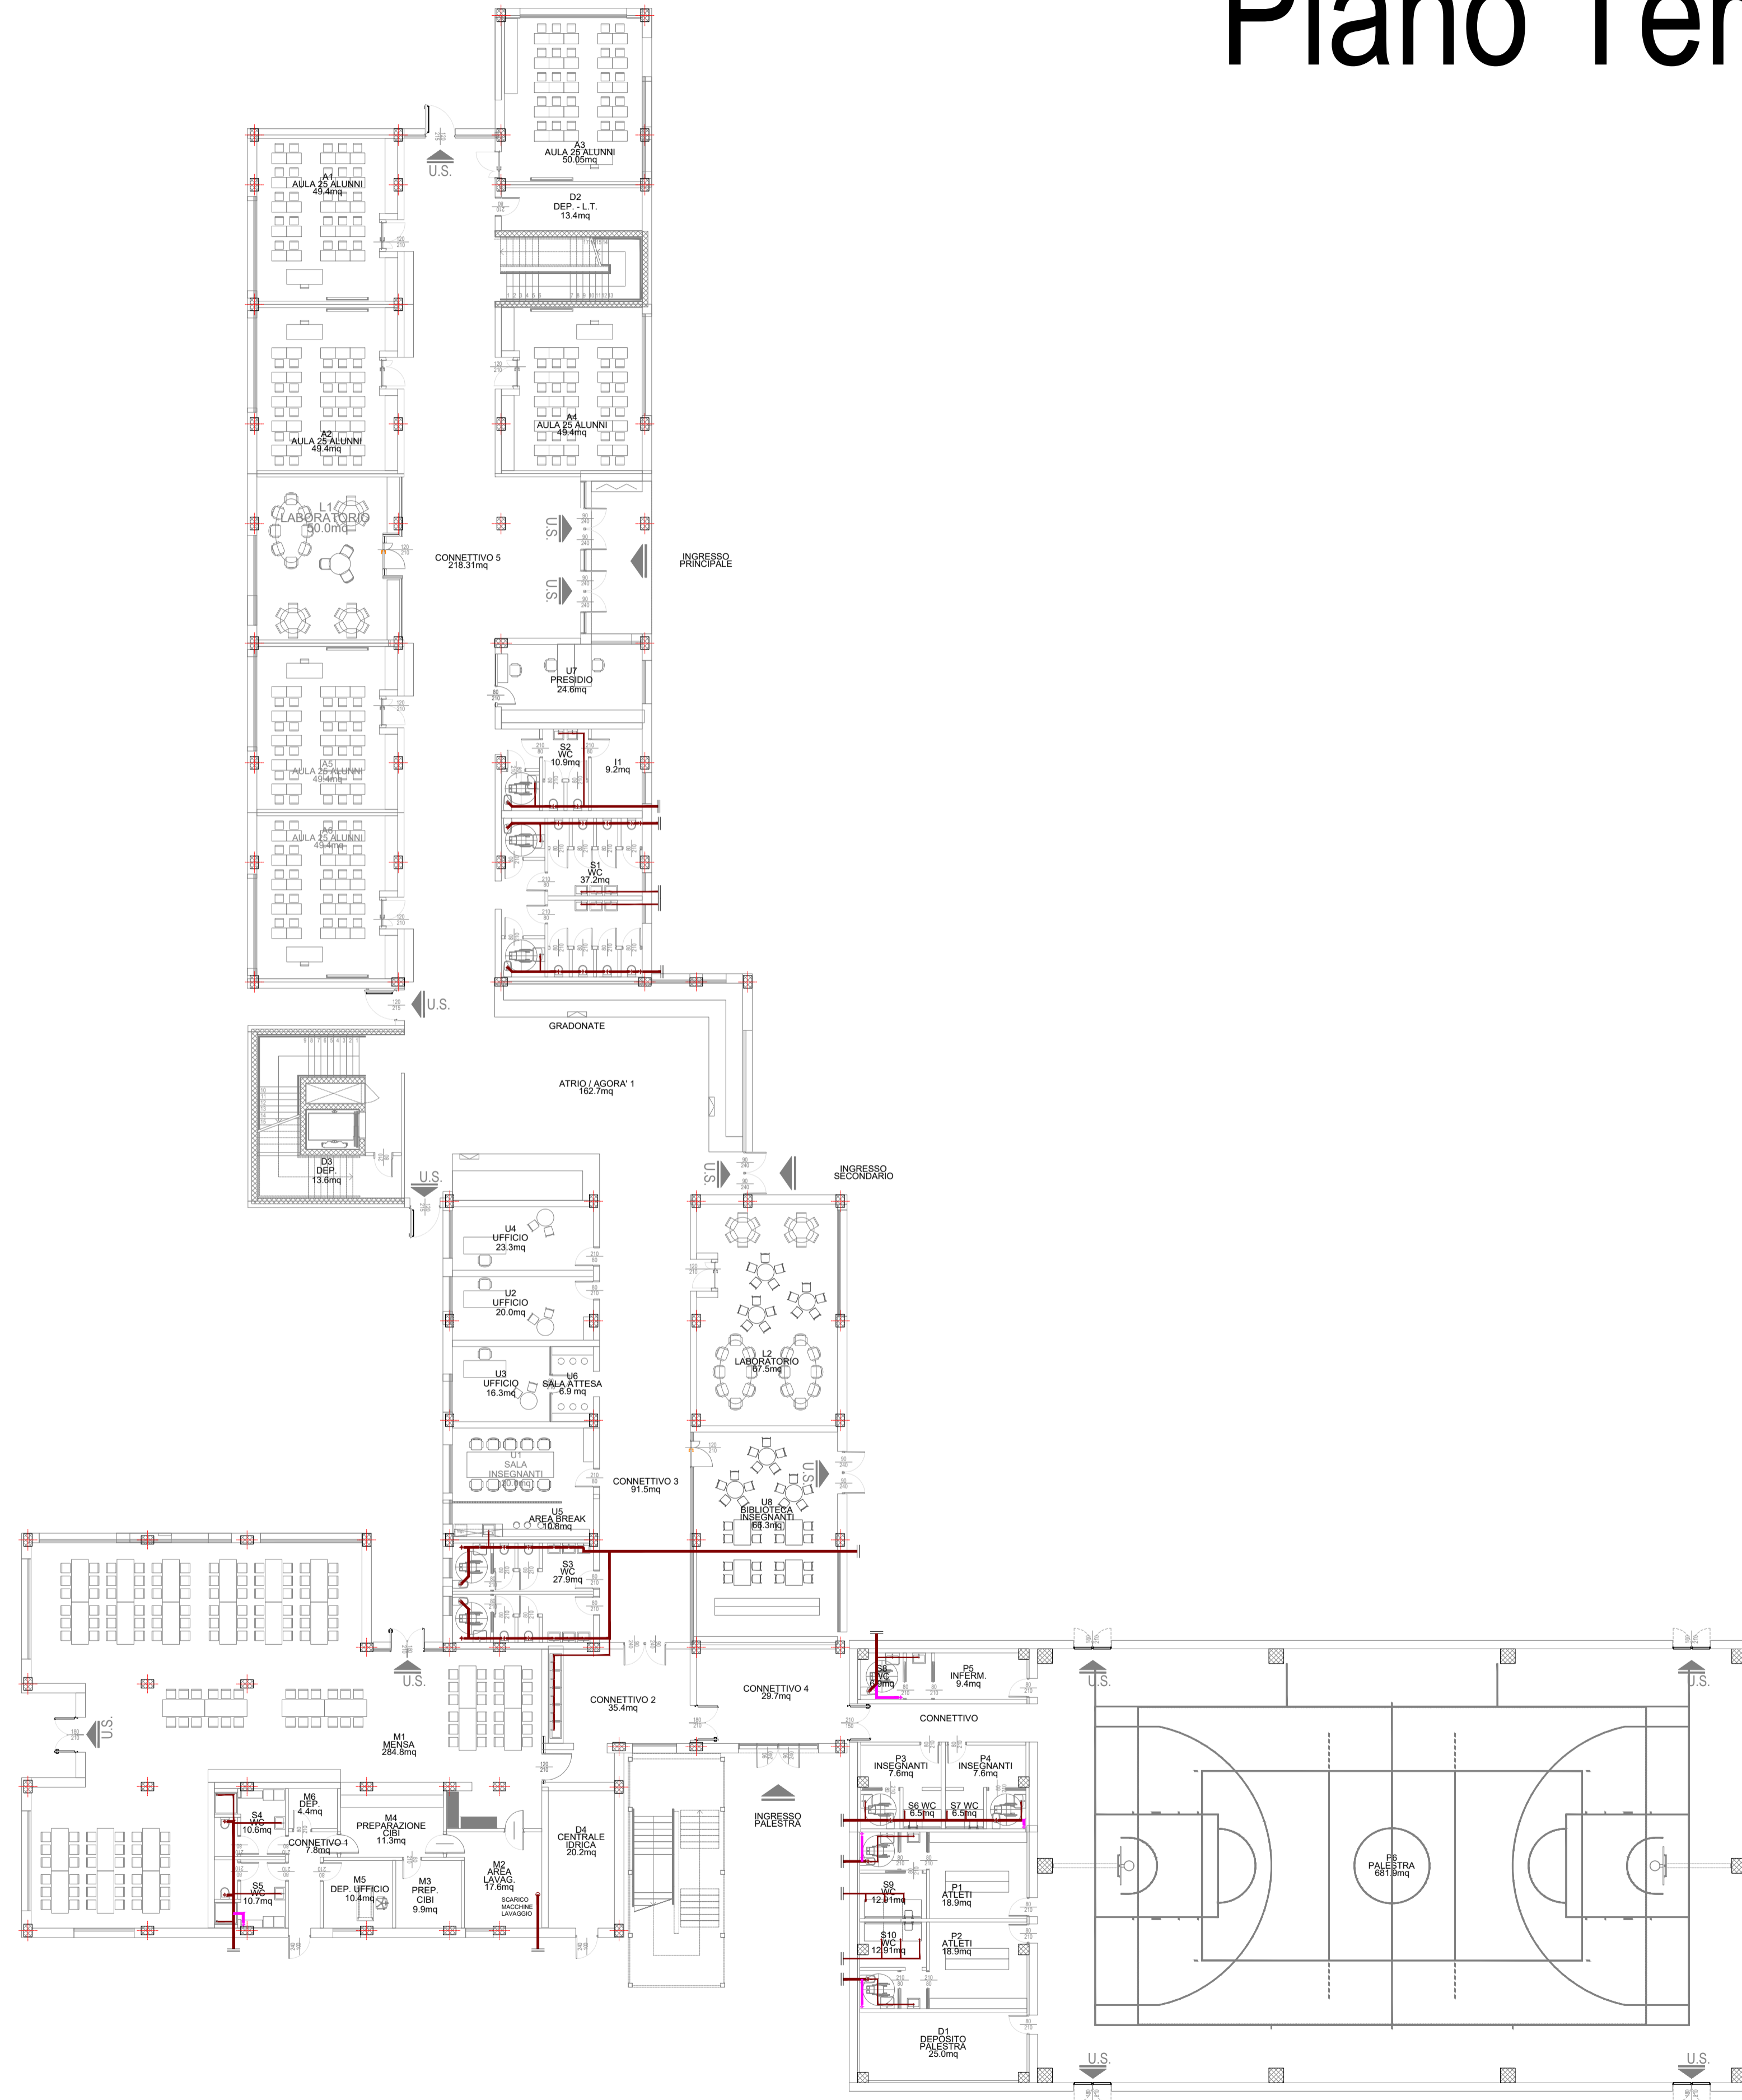 Piano Ter
A3
AULA 25 ALUNNI
50.05mq
U.S.
A1
AULA 25 ALUNNI
49.4mq
D2
DEP. - L.T.
13.4mq
A2
AULA 25 ALUNNI
49.4mq
A4
AULA 25 ALUNNI
49.4mq
L1
LABORATORIO
50.0mq
CONNETTIVO 5
218.31mq
U.S.
U.S.
INGRESSO
PRINCIPALE
U7
PRESIDIO
24.6mq
S2
WC
10.9mq
I1
9.2mq
A5
AULA 25 ALUNNI
49.4mq
A6
AULA 25 ALUNNI
49.4mq
S1
WC
37.2mq
U.S.
GRADONATE
ATRIO / AGORA' 1
162.7mq
D3
DEP.
13.6mq
U.S.
U.S.
INGRESSO
SECONDARIO
U4
UFFICIO
23.3mq
U2
UFFICIO
20.0mq
U3
UFFICIO
16.3mq
U6
SALA ATTESA
6.9 mq
L2
LABORATORIO
67.5mq
U1
SALA
INSEGNANTI
CONNETTIVO 3
91.5mq
U.S.
U5
AREA BREAK
10.8mq
U8
BIBLIOTECA
INSEGNANTI
66.3mq
S3
WC
27.9mq
U.S.
U.S.
M1
MENSA
284.8mq
CONNETTIVO 2
35.4mq
CONNETTIVO 4
29.7mq
S8
WC
P5
INFERM.
9.4mq
CONNETTIVO
U.S.
U.S.
P3
INSEGNANTI
7.6mq
P4
INSEGNANTI
7.6mq
S6 WC
6.5mq
S7 WC
6.5mq
INGRESSO
PALESTRA
S4
WC
10.6mq
M6
DEP.
4.4mq
M4
PREPARAZIONE
CIBI
11.3mq
CONNETIVO 1
7.8mq
D4
CENTRALE
IDRICA
20.2mq
M2
AREA
LAVAG.
17.6mq
S5
WC
10.7mq
M5
DEP. UFFICIO
10.4mq
M3
PREP.
CIBI
9.9mq
SCARICO
MACCHINE
LAVAGGIO
S9
WC
12.91mq
P1
ATLETI
18.9mq
S10
WC
12.91mq
P2
ATLETI
18.9mq
P6
PALESTRA
681.9mq
D1
DEPOSITO
PALESTRA
25.0mq
U.S.
U.S.